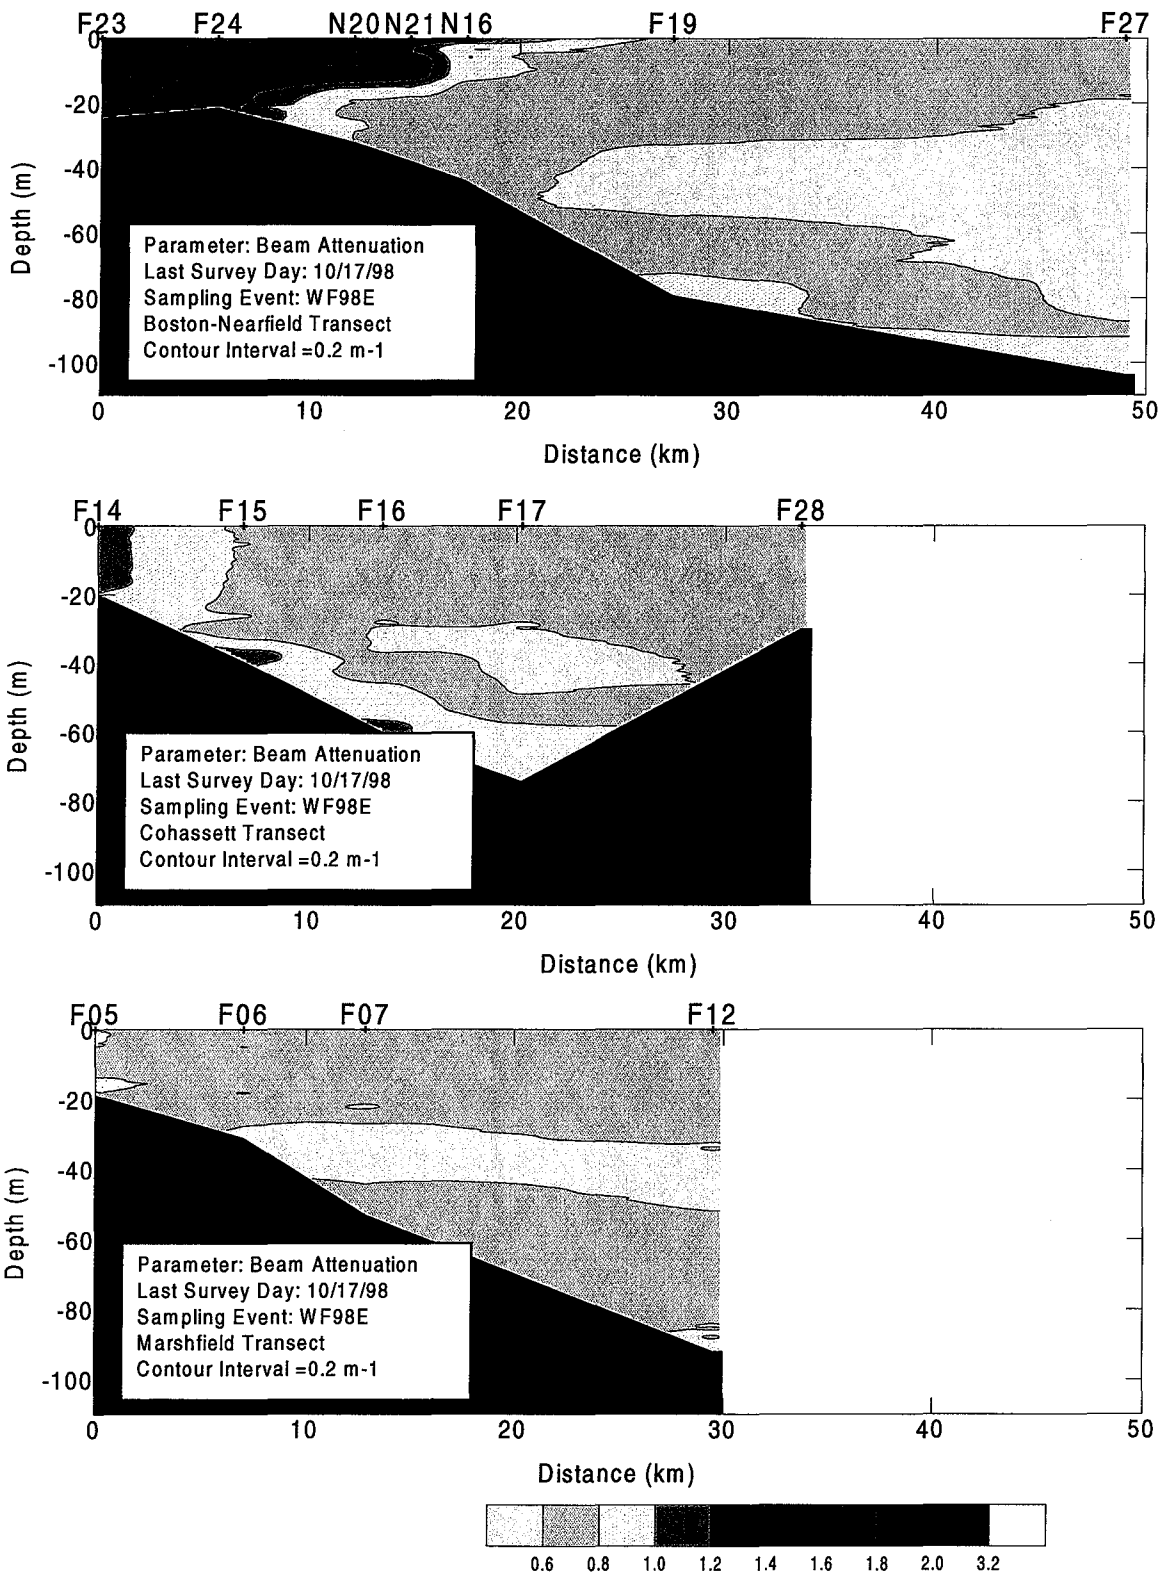 F23 F24 N20 N21 N16 F19 F27
0
-20
-40
-60
-80
-100
Depth (m)
Parameter: Beam Attenuation
Last Survey Day: 10/17/98
Sampling Event: WF98E
Boston-Nearfield Transect
Contour Interval =0.2 m-1
0 10 20 30 40 50
Distance (km)
F14 F15 F16 F17 F28
0
-20
-40
-60
-80
-100
Depth (m)
Parameter: Beam Attenuation
Last Survey Day: 10/17/98
Sampling Event: WF98E
Cohassett Transect
Contour Interval =0.2 m-1
0 10 20 30 40 50
Distance (km)
F05 F06 F07 F12
0
-20
-40
-60
-80
-100
Depth (m)
Parameter: Beam Attenuation
Last Survey Day: 10/17/98
Sampling Event: WF98E
Marshfield Transect
Contour Interval =0.2 m-1
0 10 20 30 40 50
Distance (km)
0.6 0.8 1.0 1.2 1.4 1.6 1.8 2.0 3.2